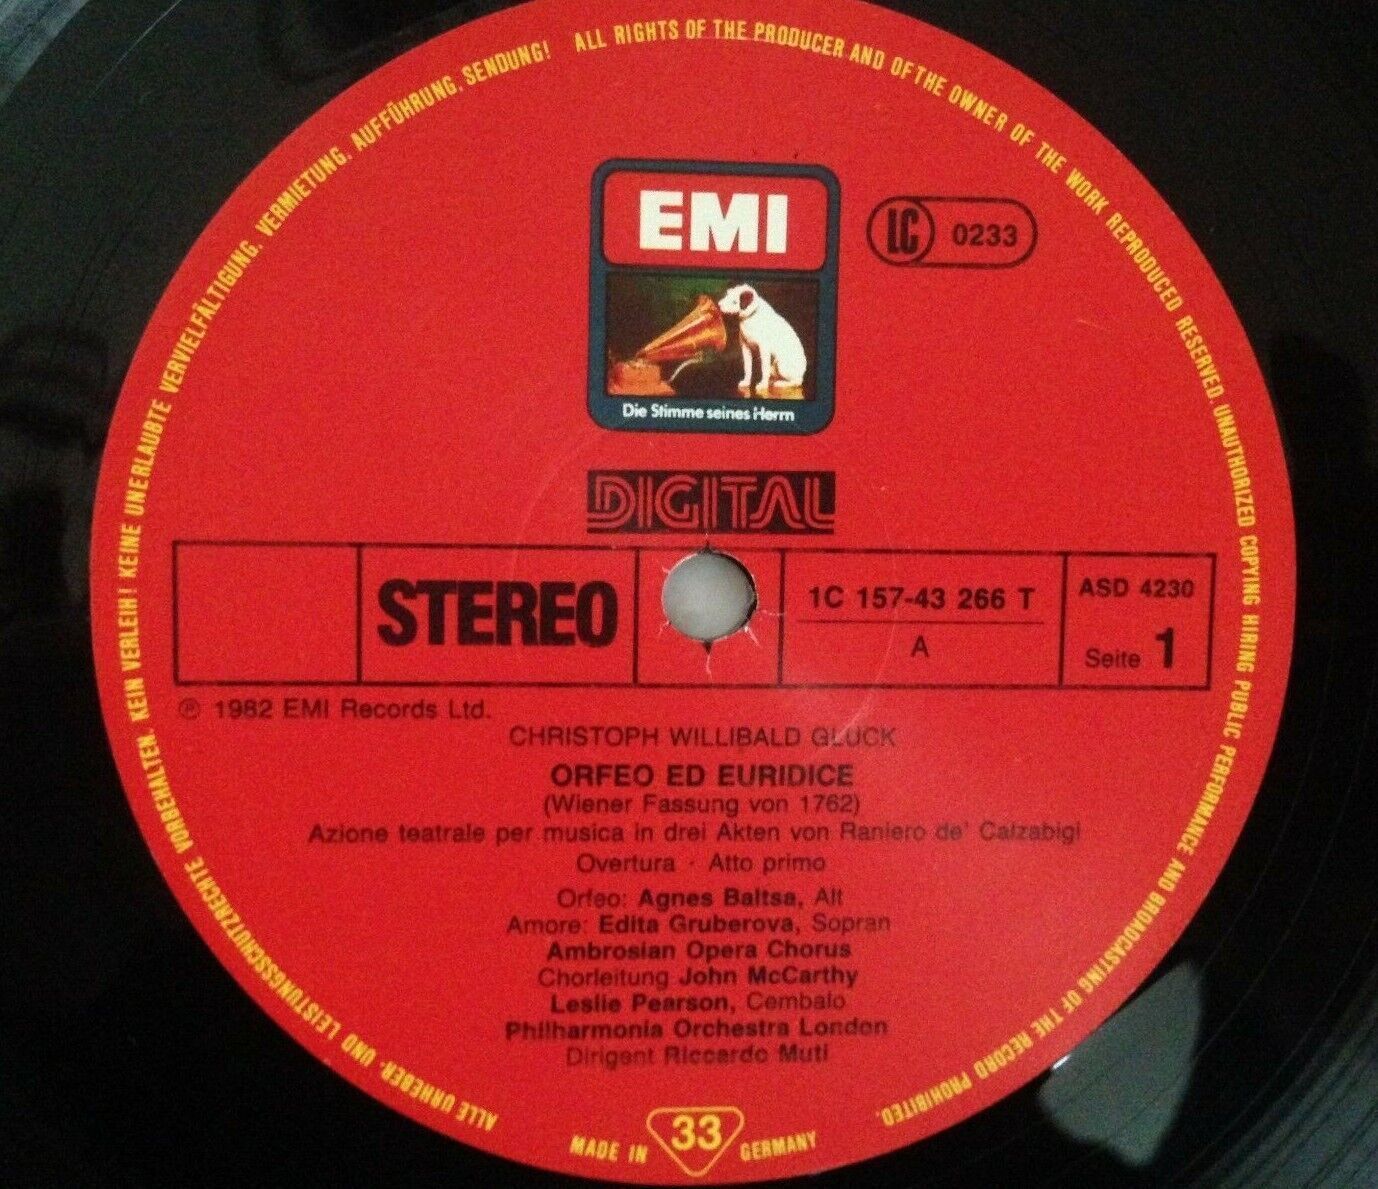 ALLE URHEBER- UND LEISTUNGSSCHUTZRECHTE VORBEHALTEN. KEIN VERLEIH! KEINE UNERLAUBTE VERVIELFÄLTIGUNG. VERMIETUNG. AUFFÜHRUNG. SENDUNG!
ALL RIGHTS OF THE PRODUCER AND OF THE OWNER OF THE WORK REPRODUCED RESERVED. UNAUTHORIZED COPYING HIRING PUBLIC PERFORMANCE AND BROADCASTING OF THE RECORD PROHIBITED.
EMI
LC 0233
Die Stimme seines Herrn
DIGITAL
STEREO
1C 157-43 266 T
A
ASD 4230
Seite 1
℗ 1982 EMI Records Ltd.
CHRISTOPH WILLIBALD GLUCK
ORFEO ED EURIDICE
(Wiener Fassung von 1762)
Azione teatrale per musica in drei Akten von Raniero de' Calzabigi
Overtura · Atto primo
Orfeo: Agnes Baltsa, Alt
Amore: Edita Gruberova, Sopran
Ambrosian Opera Chorus
Chorleitung John McCarthy
Leslie Pearson, Cembalo
Philharmonia Orchestra London
Dirigent Riccardo Muti
MADE IN 33 GERMANY